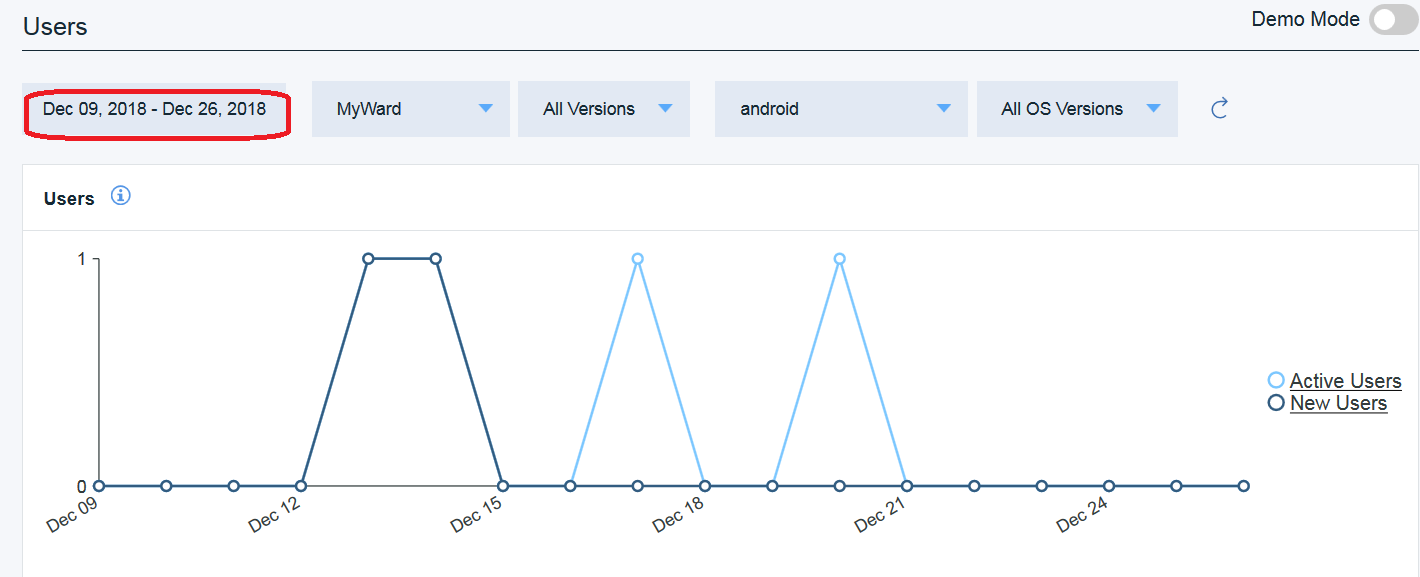 Users
Demo Mode
Dec 09, 2018 - Dec 26, 2018
MyWard
All Versions
android
All OS Versions
Users
1
Active Users
New Users
0
Dec 09
Dec 12
Dec 15
Dec 18
Dec 21
Dec 24